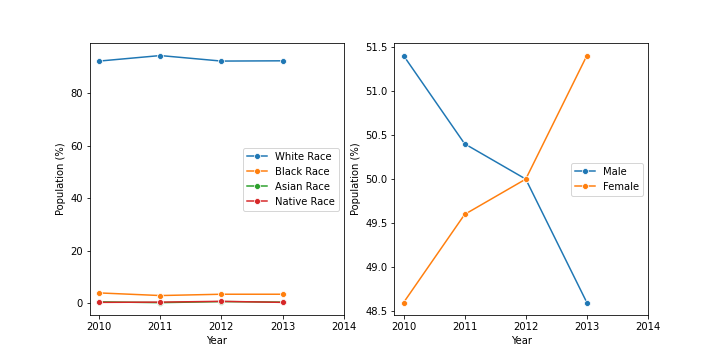 80
60
40
20
0
Population (%)
2010 2011 2012 2013 2014
Year
White Race
Black Race
Asian Race
Native Race
51.5
51.0
50.5
50.0
49.5
49.0
48.5
Population (%)
2010 2011 2012 2013 2014
Year
Male
Female